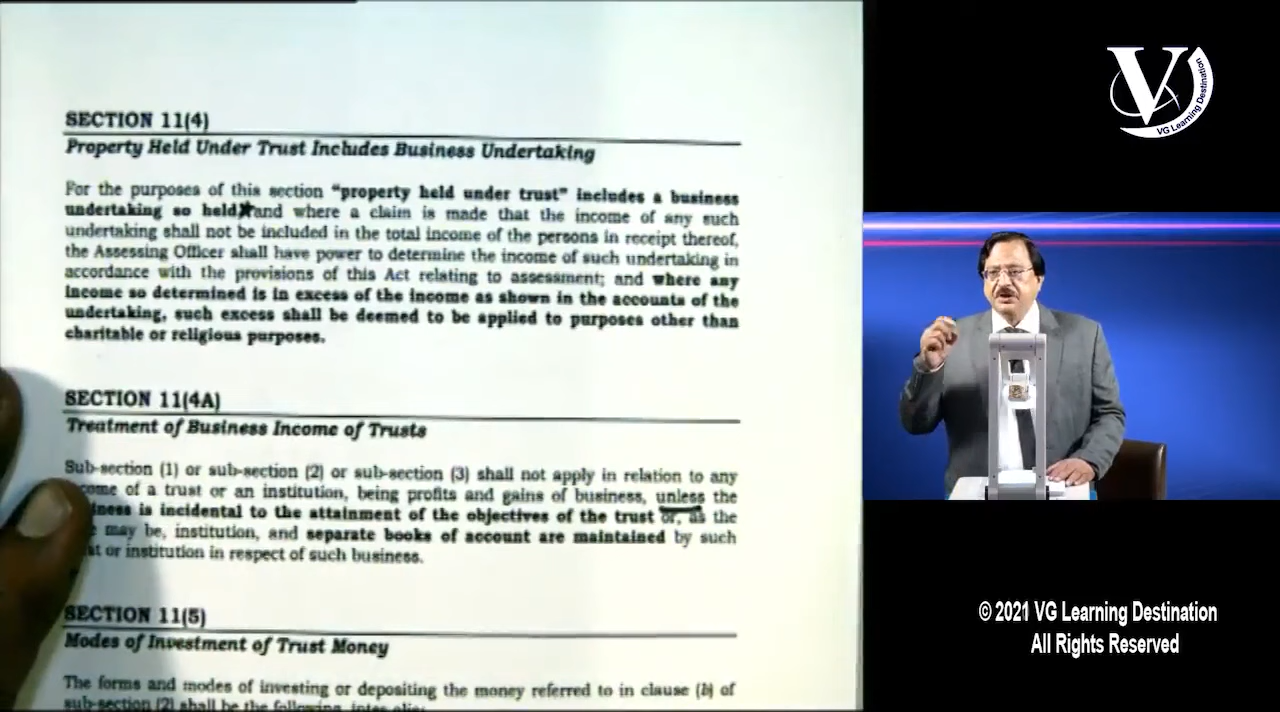 SECTION 11(4)
Property Held Under Trust Includes Business Undertaking
For the purposes of this section "property held under trust" includes a business
undertaking so held and where a claim is made that the income of any such
undertaking shall not be included in the total income of the persons in receipt thereof,
the Assessing Officer shall have power to determine the income of such undertaking in
accordance with the provisions of this Act relating to assessment; and where any
income so determined is in excess of the income as shown in the accounts of the
undertaking, such excess shall be deemed to be applied to purposes other than
charitable or religious purposes.
SECTION 11(4A)
Treatment of Business Income of Trusts
Sub-section (1) or sub-section (2) or sub-section (3) shall not apply in relation to any
of a trust or an institution, being profits and gains of business, unless the
is incidental to the attainment of the objectives of the trust or, as the
may be, institution, and separate books of account are maintained by such
or institution in respect of such business.
SECTION 11(5)
Modes of Investment of Trust Money
The forms and modes of investing or depositing the money referred to in clause (b) of
sub-section (2) shall be the following, inter alia:
V
VG Learning Destination
© 2021 VG Learning Destination
All Rights Reserved